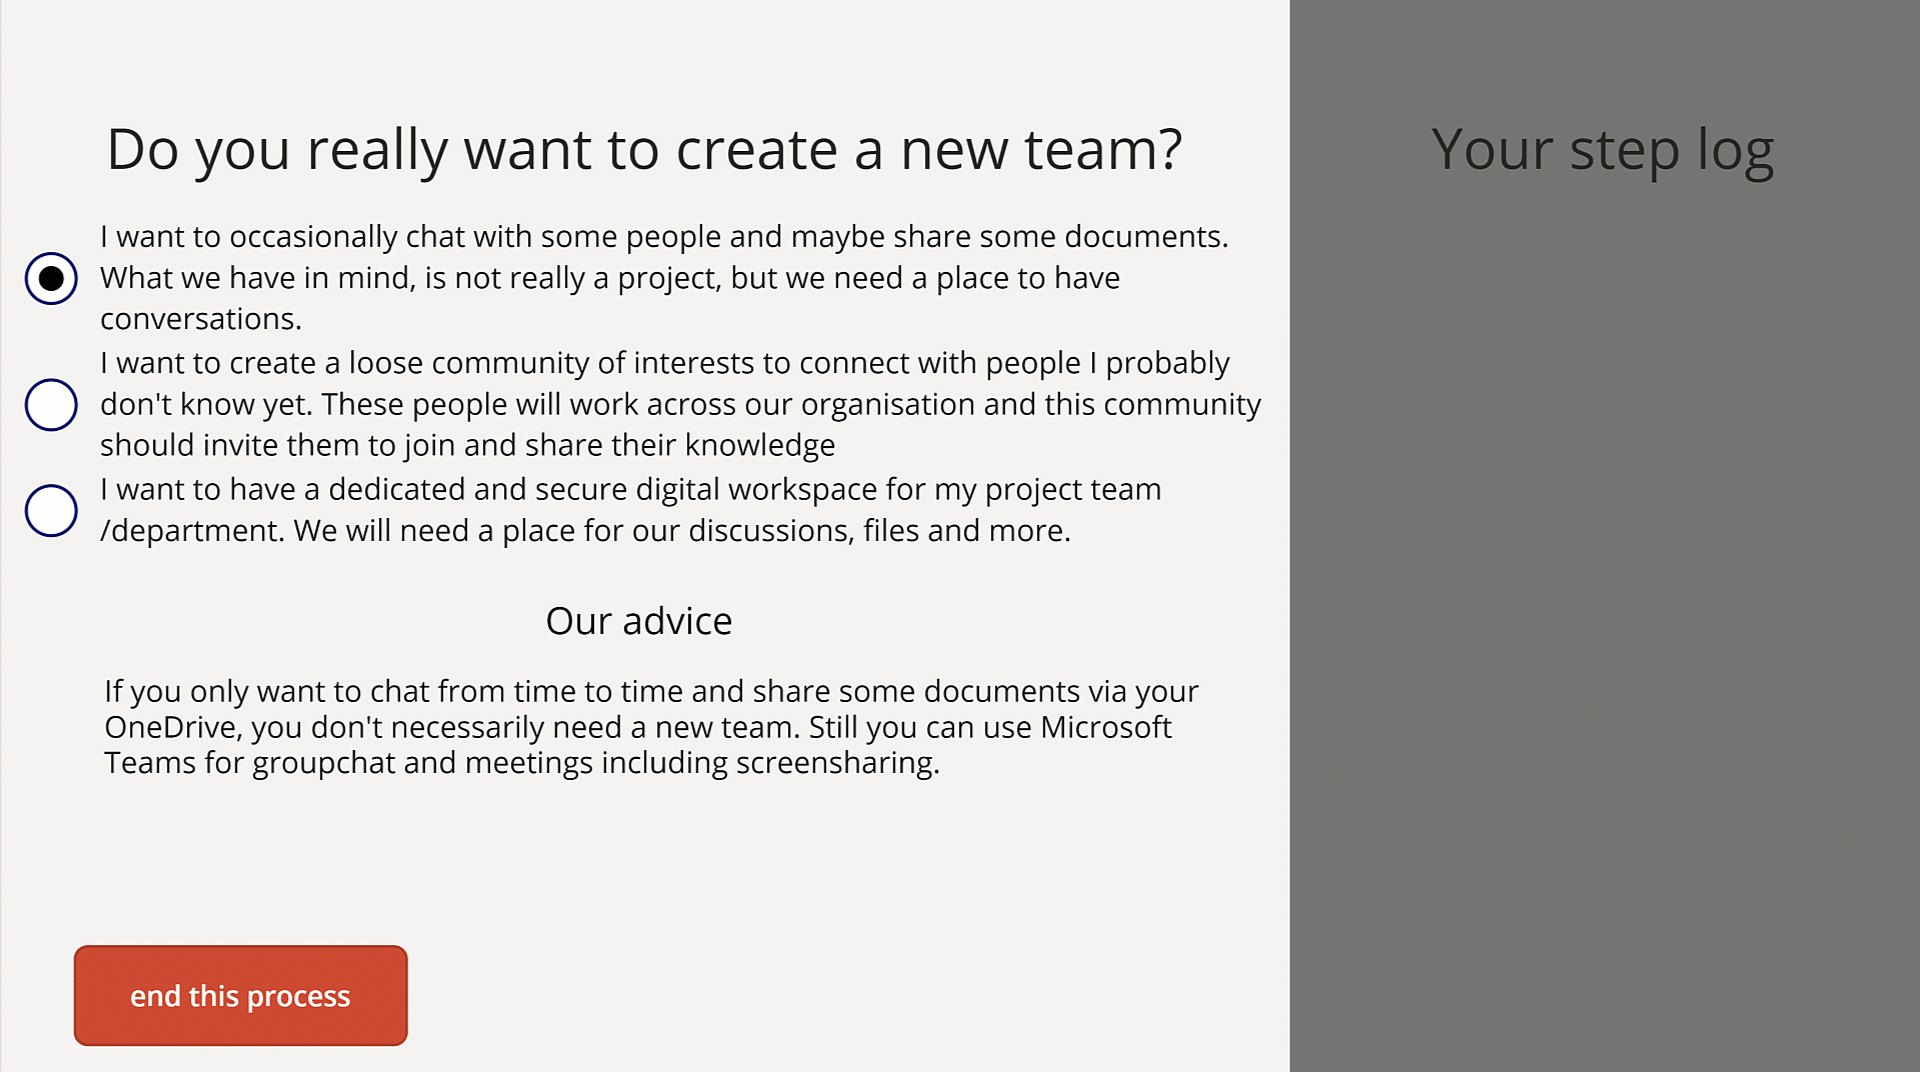 Do you really want to create a new team?
I want to occasionally chat with some people and maybe share some documents.
What we have in mind, is not really a project, but we need a place to have
conversations.
I want to create a loose community of interests to connect with people I probably
don't know yet. These people will work across our organisation and this community
should invite them to join and share their knowledge
I want to have a dedicated and secure digital workspace for my project team
/department. We will need a place for our discussions, files and more.
Our advice
If you only want to chat from time to time and share some documents via your
OneDrive, you don't necessarily need a new team. Still you can use Microsoft
Teams for groupchat and meetings including screensharing.
end this process
Your step log